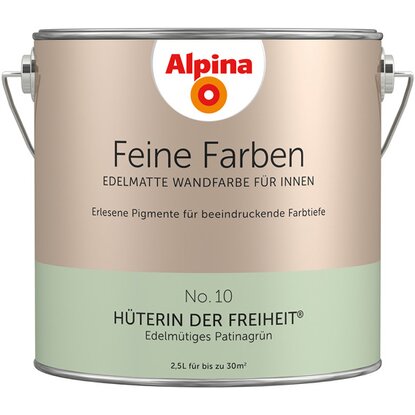 Alpina
Feine Farben
EDELMATTE WANDFARBE FÜR INNEN
Erlesene Pigmente für beeindruckende Farbtiefe
No. 10
HÜTERIN DER FREIHEIT®
Edelmütiges Patinagrün
2,5L für bis zu 30m²